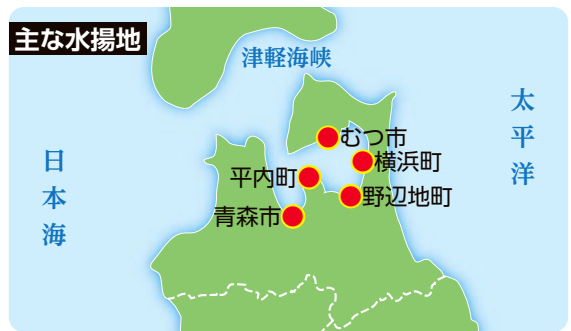 主な水揚地
津軽海峡
太平洋
日本海
むつ市
横浜町
平内町
野辺地町
青森市